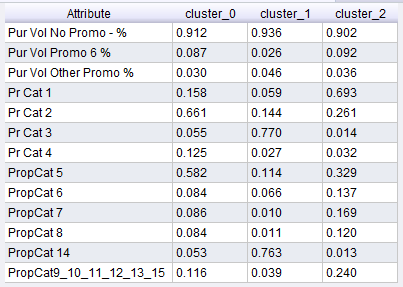 Attribute cluster_0 cluster_1 cluster_2
Pur Vol No Promo - % 0.912 0.936 0.902
Pur Vol Promo 6 % 0.087 0.026 0.092
Pur Vol Other Promo % 0.030 0.046 0.036
Pr Cat 1 0.158 0.059 0.693
Pr Cat 2 0.661 0.144 0.261
Pr Cat 3 0.055 0.770 0.014
Pr Cat 4 0.125 0.027 0.032
PropCat 5 0.582 0.114 0.329
PropCat 6 0.084 0.066 0.137
PropCat 7 0.086 0.010 0.169
PropCat 8 0.084 0.011 0.120
PropCat 14 0.053 0.763 0.013
PropCat9_10_11_12_13_15 0.116 0.039 0.240